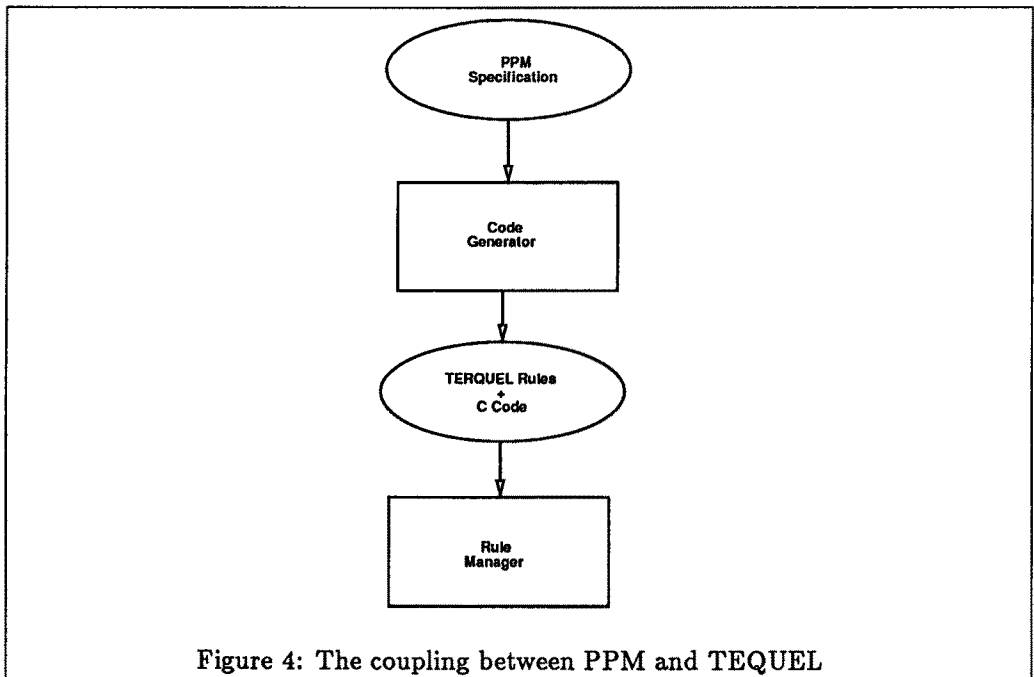 PPM
Specification
Code
Generator
TERQUEL Rules
+
C Code
Rule
Manager
Figure 4: The coupling between PPM and TEQUEL